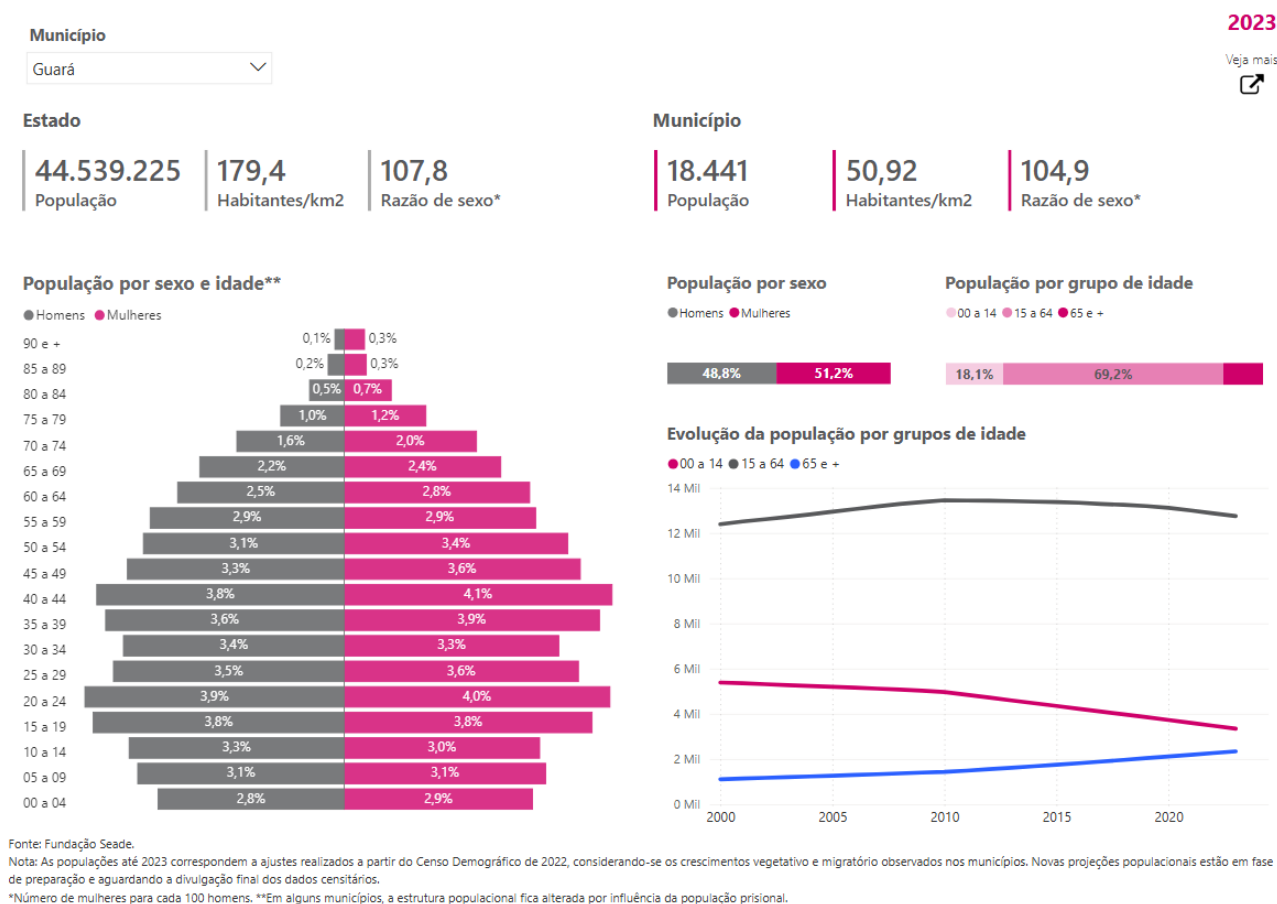 2023
Município
Veja mais
Guará
Estado
Município
44.539.225
População
179,4
Habitantes/km2
107,8
Razão de sexo*
18.441
População
50,92
Habitantes/km2
104,9
Razão de sexo*
População por sexo e idade**
Homens Mulheres
90 e + 0,1% 0,3%
85 a 89 0,2% 0,3%
80 a 84 0,5% 0,7%
75 a 79 1,0% 1,2%
70 a 74 1,6% 2,0%
65 a 69 2,2% 2,4%
60 a 64 2,5% 2,8%
55 a 59 2,9% 2,9%
50 a 54 3,1% 3,4%
45 a 49 3,3% 3,6%
40 a 44 3,8% 4,1%
35 a 39 3,6% 3,9%
30 a 34 3,4% 3,3%
25 a 29 3,5% 3,6%
20 a 24 3,9% 4,0%
15 a 19 3,8% 3,8%
10 a 14 3,3% 3,0%
05 a 09 3,1% 3,1%
00 a 04 2,8% 2,9%
População por sexo
Homens Mulheres
48,8% 51,2%
População por grupo de idade
00 a 14 15 a 64 65 e +
18,1% 69,2%
Evolução da população por grupos de idade
00 a 14 15 a 64 65 e +
14 Mil
12 Mil
10 Mil
8 Mil
6 Mil
4 Mil
2 Mil
0 Mil
2000 2005 2010 2015 2020
Fonte: Fundação Seade.
Nota: As populações até 2023 correspondem a ajustes realizados a partir do Censo Demográfico de 2022, considerando-se os crescimentos vegetativo e migratório observados nos municípios. Novas projeções populacionais estão em fase
de preparação e aguardando a divulgação final dos dados censitários.
*Número de mulheres para cada 100 homens. **Em alguns municípios, a estrutura populacional fica alterada por influência da população prisional.